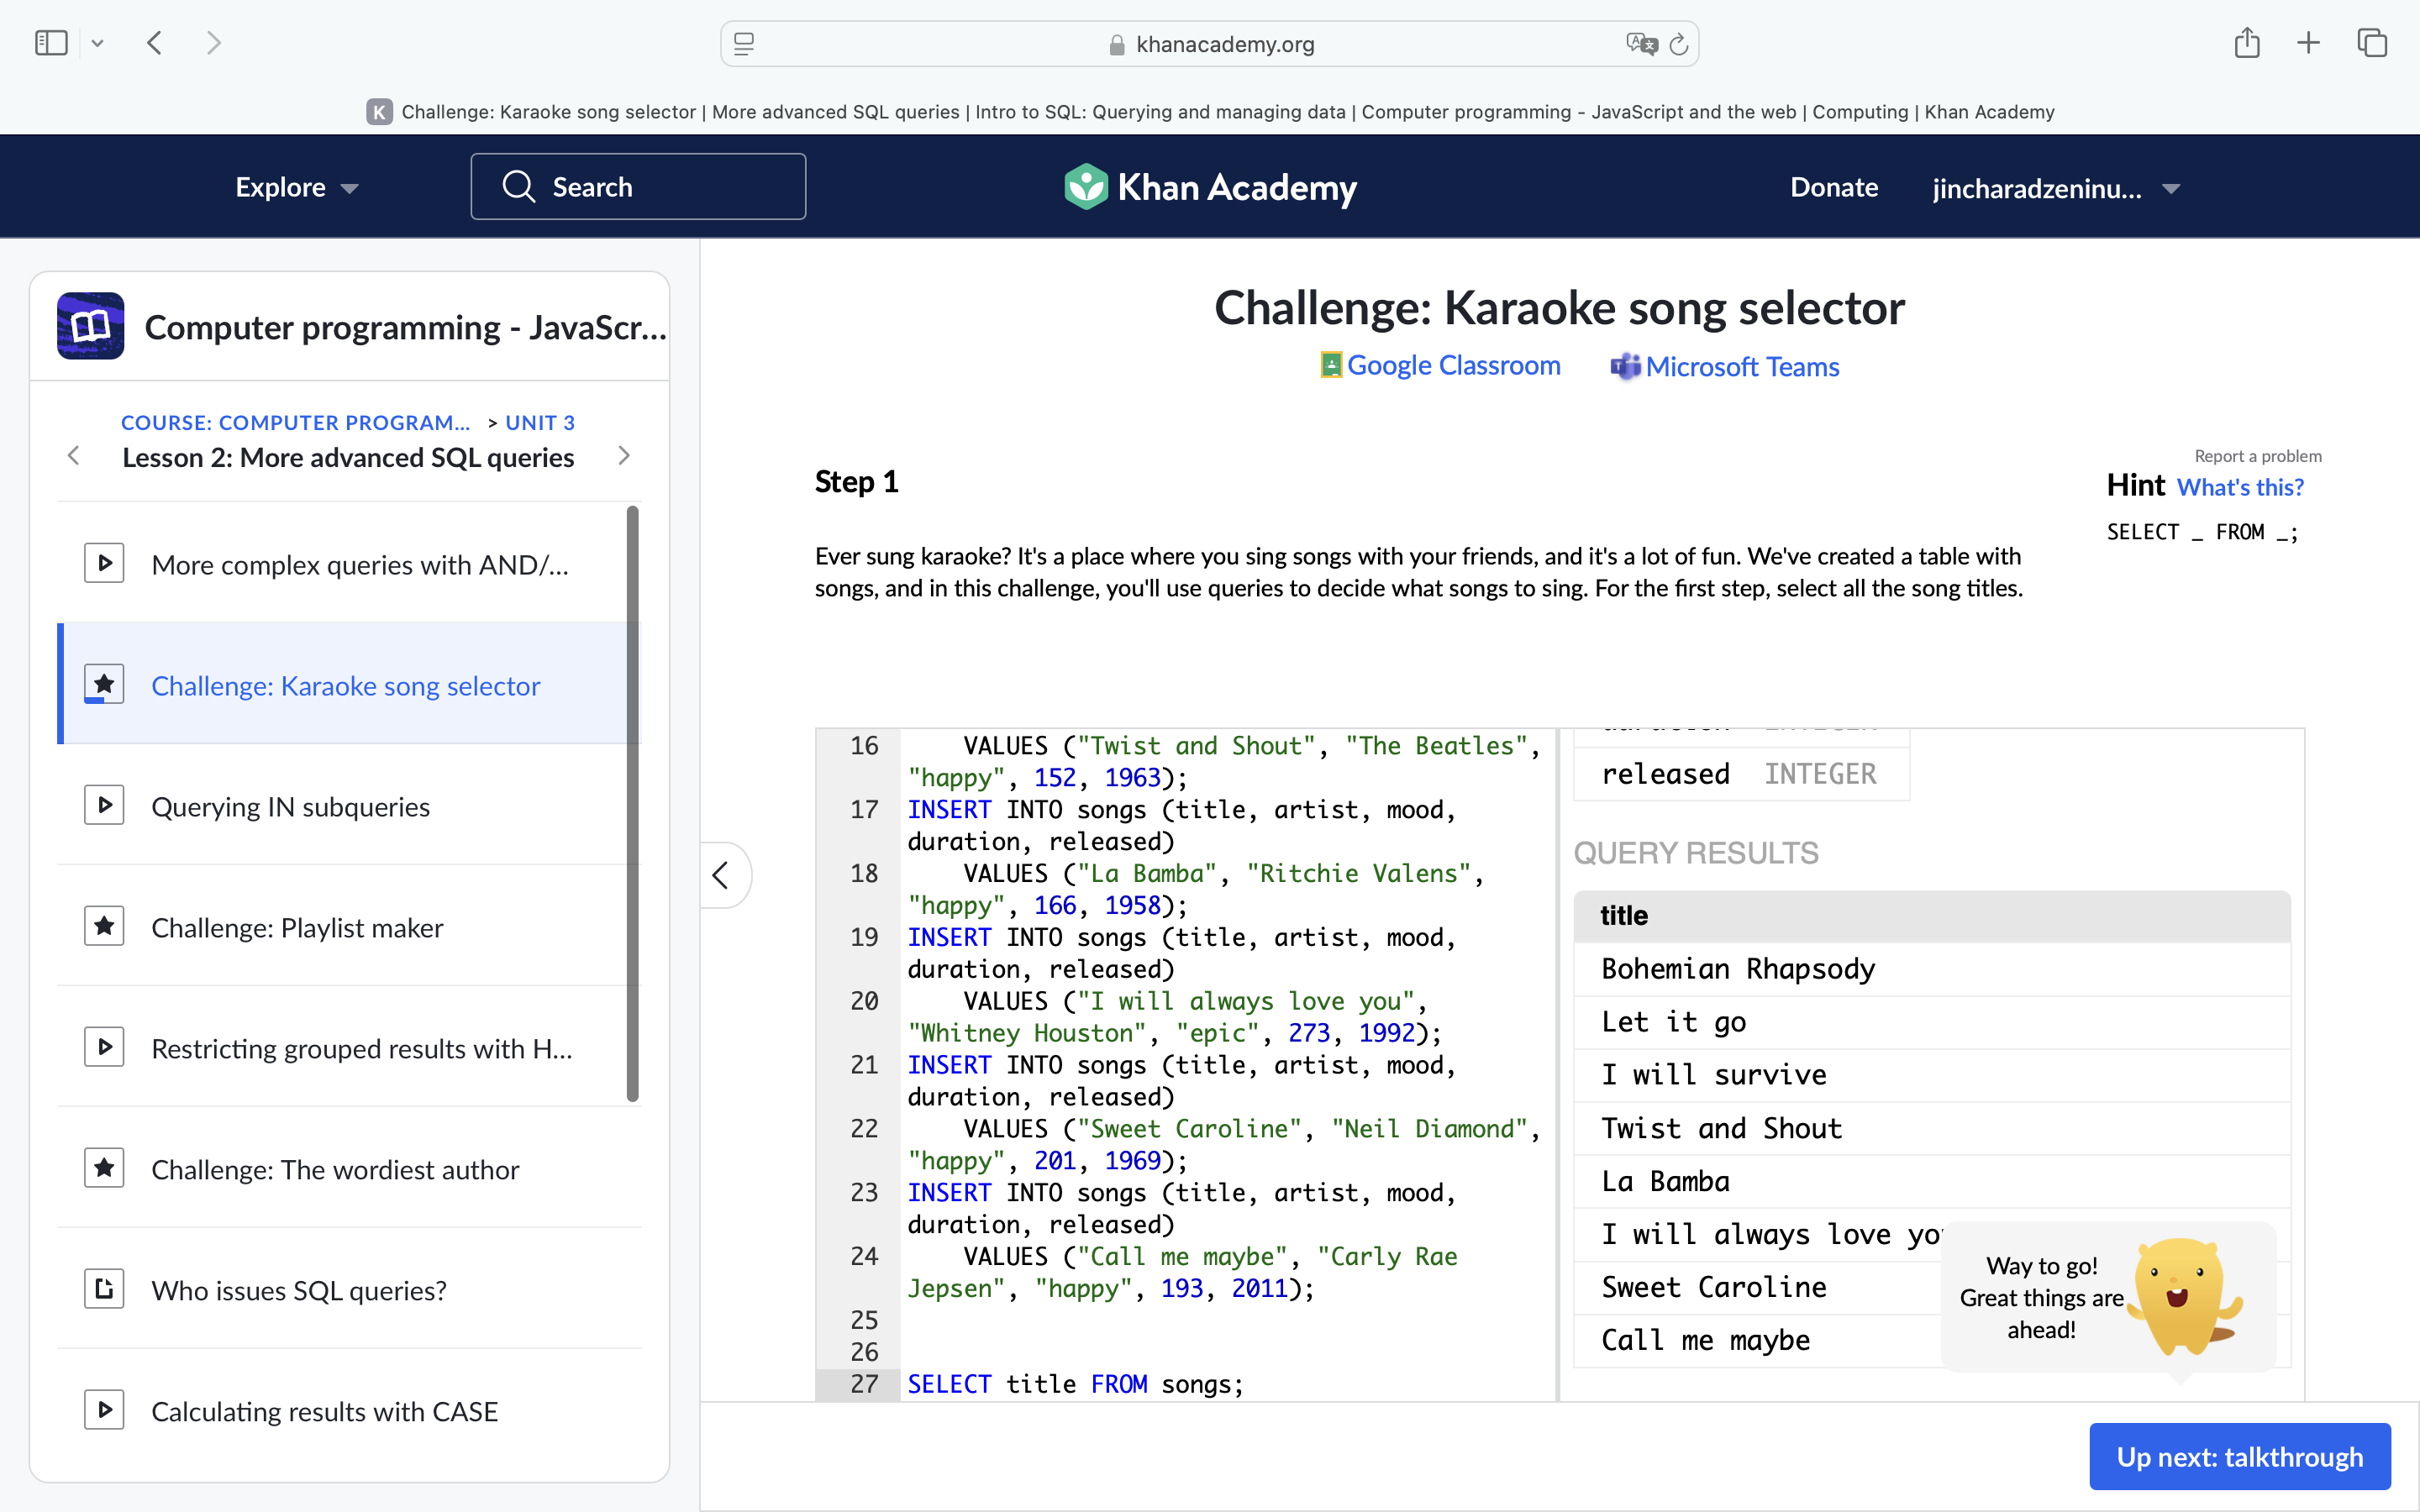 khanacademy.org
K Challenge: Karaoke song selector | More advanced SQL queries | Intro to SQL: Querying and managing data | Computer programming - JavaScript and the web | Computing | Khan Academy
Explore
Search
Khan Academy
Donate
jincharadzeninu...
Computer programming - JavaScr...
COURSE: COMPUTER PROGRAM... > UNIT 3
Lesson 2: More advanced SQL queries
More complex queries with AND/...
Challenge: Karaoke song selector
Querying IN subqueries
Challenge: Playlist maker
Restricting grouped results with H...
Challenge: The wordiest author
Who issues SQL queries?
Calculating results with CASE
Challenge: Karaoke song selector
Google Classroom
Microsoft Teams
Report a problem
Step 1
Hint What's this?
SELECT _ FROM _;
Ever sung karaoke? It's a place where you sing songs with your friends, and it's a lot of fun. We've created a table with
songs, and in this challenge, you'll use queries to decide what songs to sing. For the first step, select all the song titles.
16 VALUES ("Twist and Shout", "The Beatles",
"happy", 152, 1963);
17 INSERT INTO songs (title, artist, mood,
duration, released)
18 VALUES ("La Bamba", "Ritchie Valens",
"happy", 166, 1958);
19 INSERT INTO songs (title, artist, mood,
duration, released)
20 VALUES ("I will always love you",
"Whitney Houston", "epic", 273, 1992);
21 INSERT INTO songs (title, artist, mood,
duration, released)
22 VALUES ("Sweet Caroline", "Neil Diamond",
"happy", 201, 1969);
23 INSERT INTO songs (title, artist, mood,
duration, released)
24 VALUES ("Call me maybe", "Carly Rae
Jepsen", "happy", 193, 2011);
25
26
27 SELECT title FROM songs;
released INTEGER
QUERY RESULTS
title
Bohemian Rhapsody
Let it go
I will survive
Twist and Shout
La Bamba
I will always love yo
Sweet Caroline
Call me maybe
Way to go!
Great things are
ahead!
Up next: talkthrough